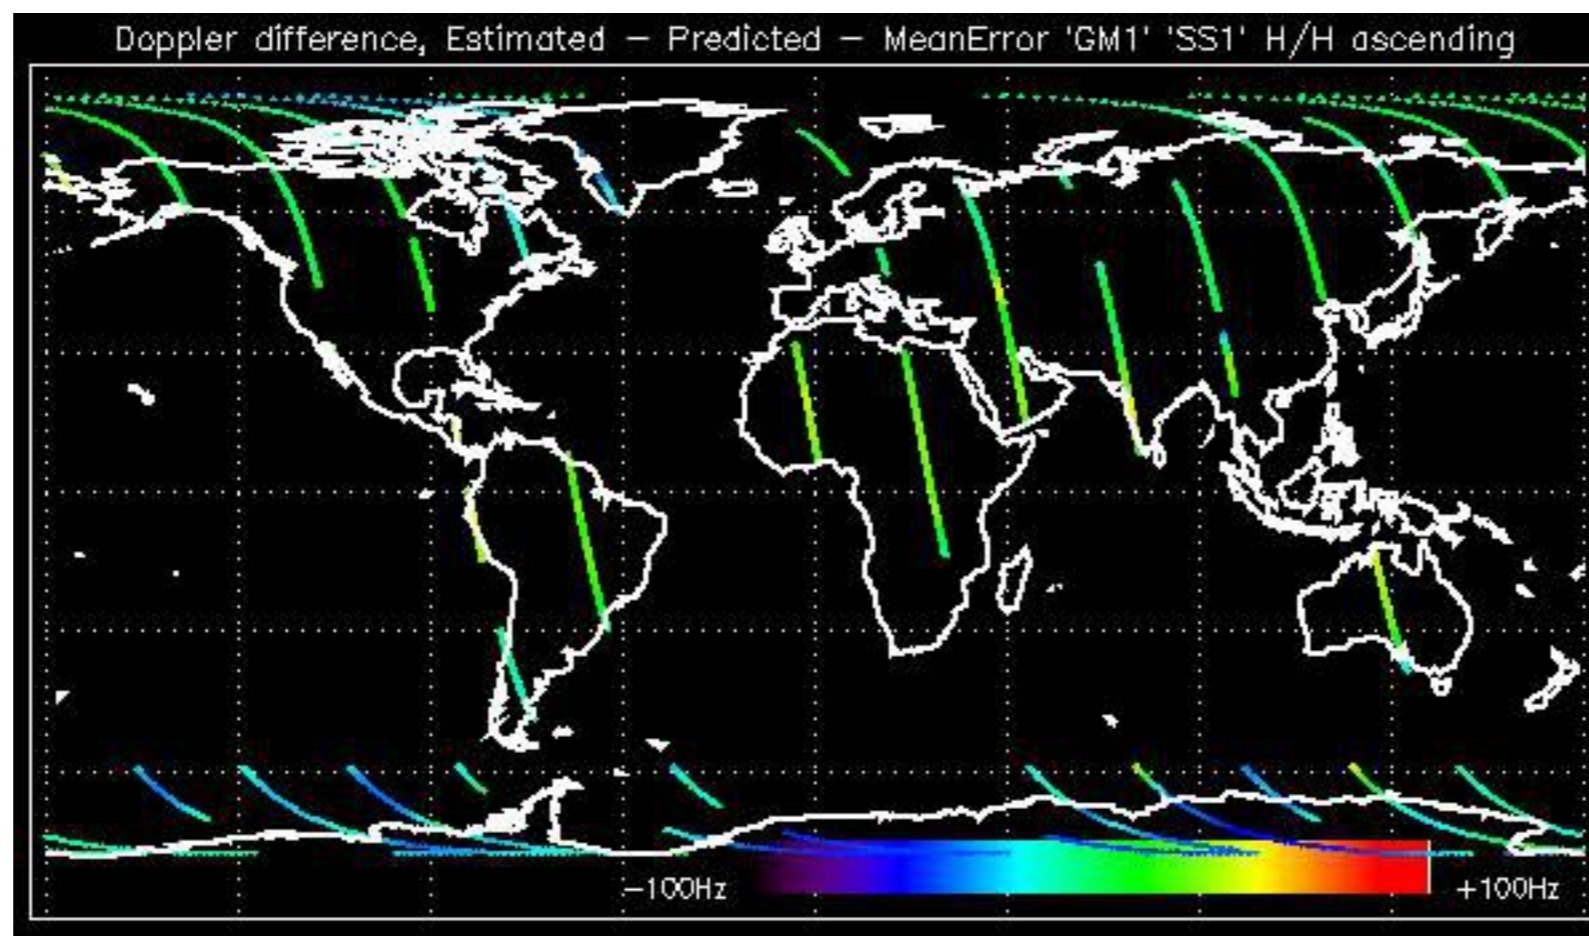 Doppler difference, Estimated — Predicted — MeanError 'GM1' 'SS1' H/H ascending
−100Hz
+100Hz